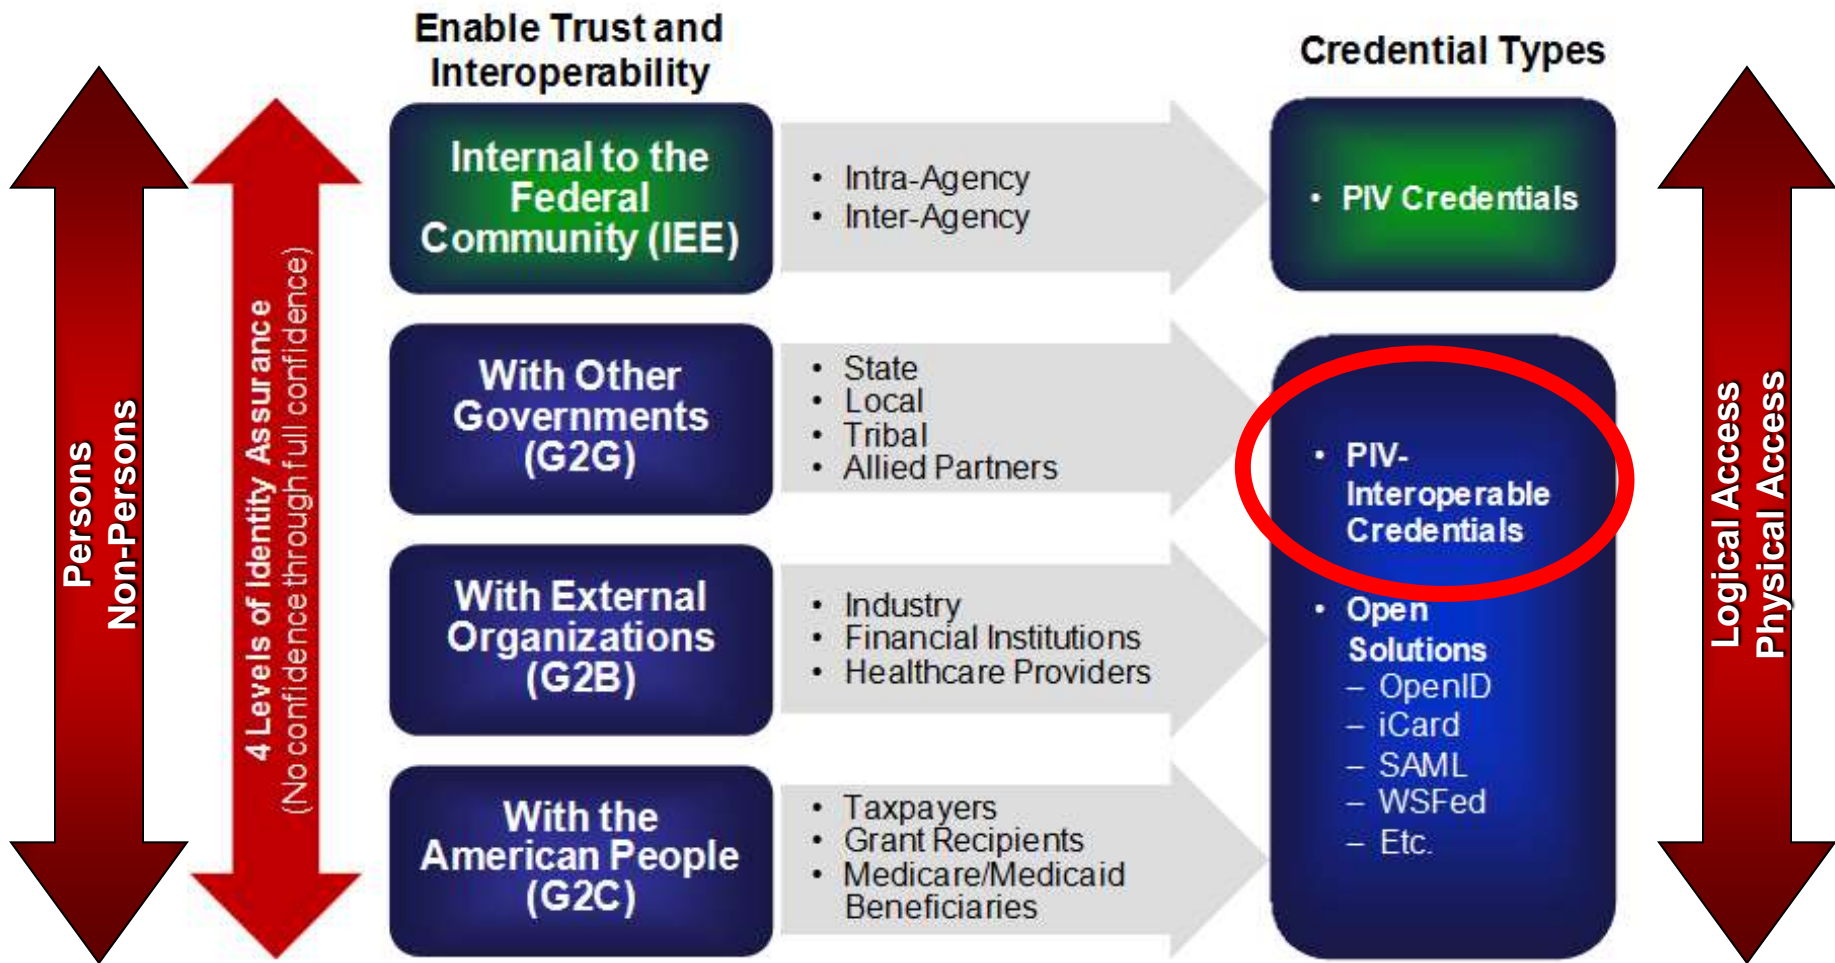 Enable Trust and
Interoperability
Credential Types
Persons
Non-Persons
4 Levels of Identity Assurance
(No confidence through full confidence)
Internal to the
Federal
Community (IEE)
• Intra-Agency
• Inter-Agency
• PIV Credentials
With Other
Governments
(G2G)
• State
• Local
• Tribal
• Allied Partners
With External
Organizations
(G2B)
• Industry
• Financial Institutions
• Healthcare Providers
With the
American People
(G2C)
• Taxpayers
• Grant Recipients
• Medicare/Medicaid
Beneficiaries
• PIV-
Interoperable
Credentials
• Open
Solutions
– OpenID
– iCard
– SAML
– WSFed
– Etc.
Logical Access
Physical Access